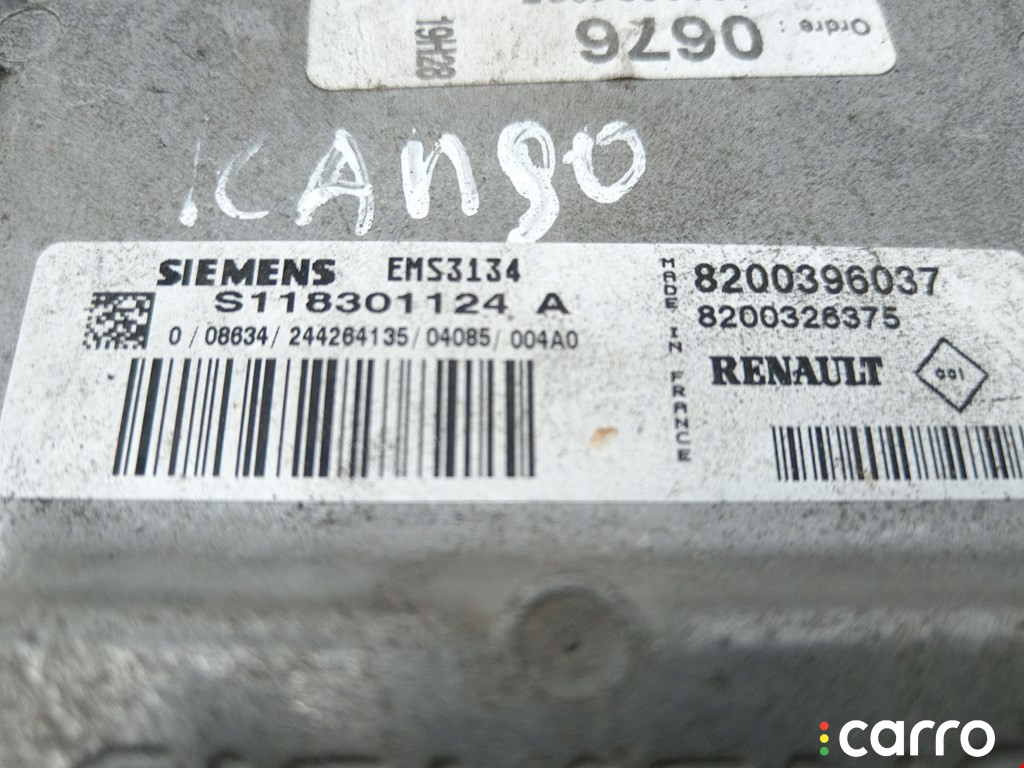 Ordre :
0676
19H28
KANGO
SIEMENS EMS3134
S118301124 A
0 / 08634 / 244264135 / 04085 / 004A0
MADE IN FRANCE
8200396037
8200326375
RENAULT
001
carro